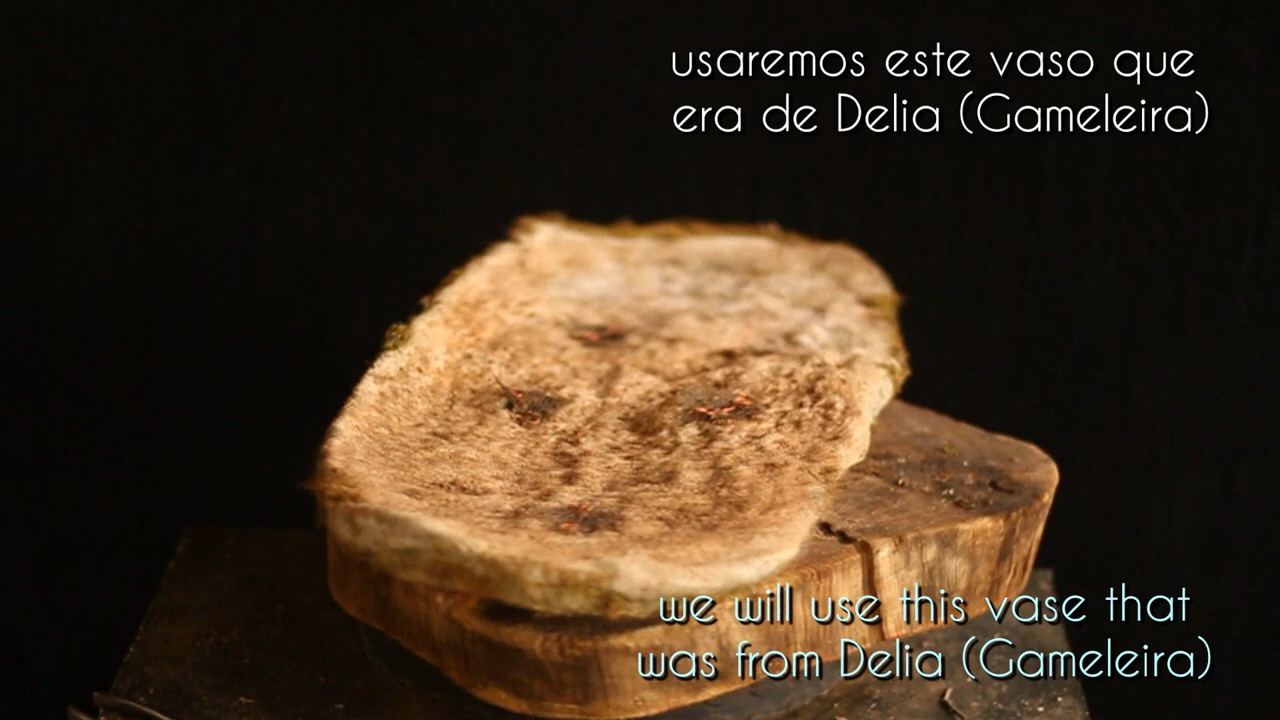 usaremos este vaso que
era de Delia (Gameleira)
we will use this vase that
was from Delia (Gameleira)